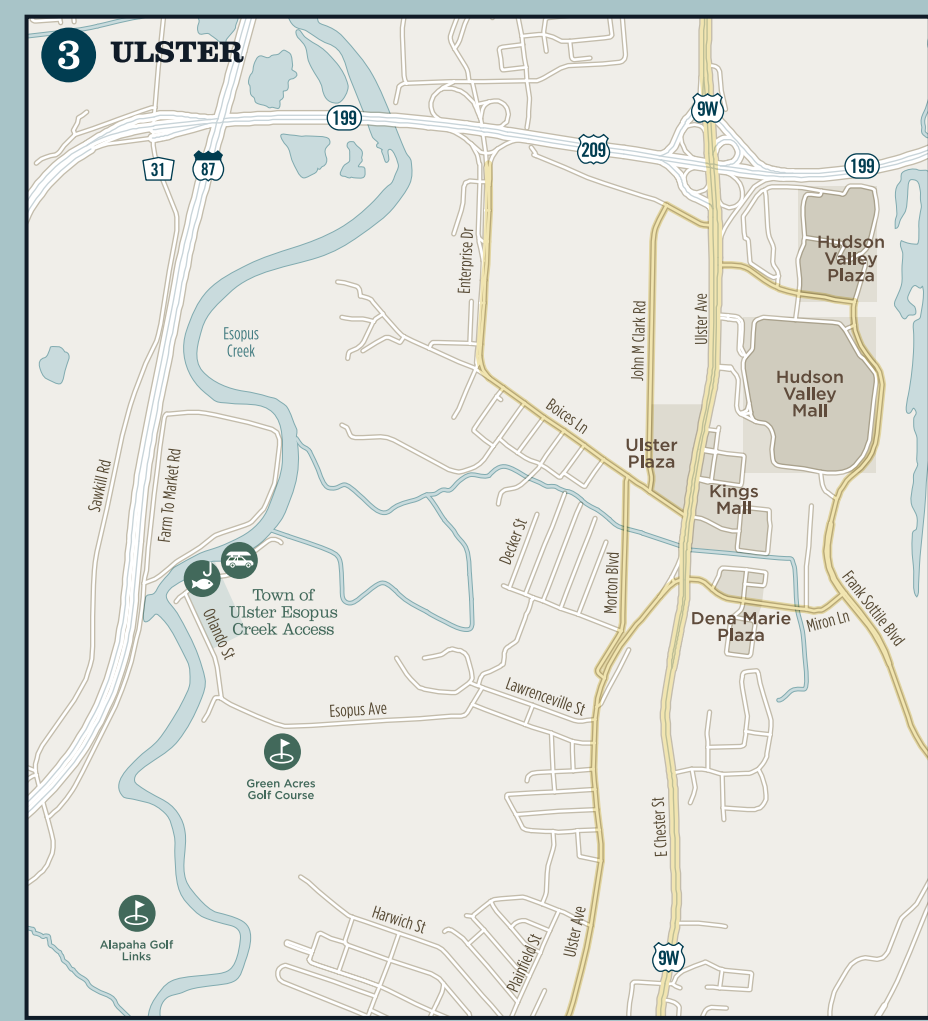 3 ULSTER
199
9W
209
31
87
199
Hudson
Valley
Plaza
Enterprise Dr
John M Clark Rd
Ulster Ave
Esopus
Creek
Hudson
Valley
Mall
Boices Ln
Ulster
Plaza
Sawkill Rd
Farm To Market Rd
Kings
Mall
Decker St
Morton Blvd
Town of
Ulster Esopus
Creek Access
Orlando St
Dena Marie
Plaza
Miron Ln
Frank Sottile Blvd
Lawrenceville St
Esopus Ave
Green Acres
Golf Course
E Chester St
Alapaha Golf
Links
Harwich St
Plainfield St
Ulster Ave
9W